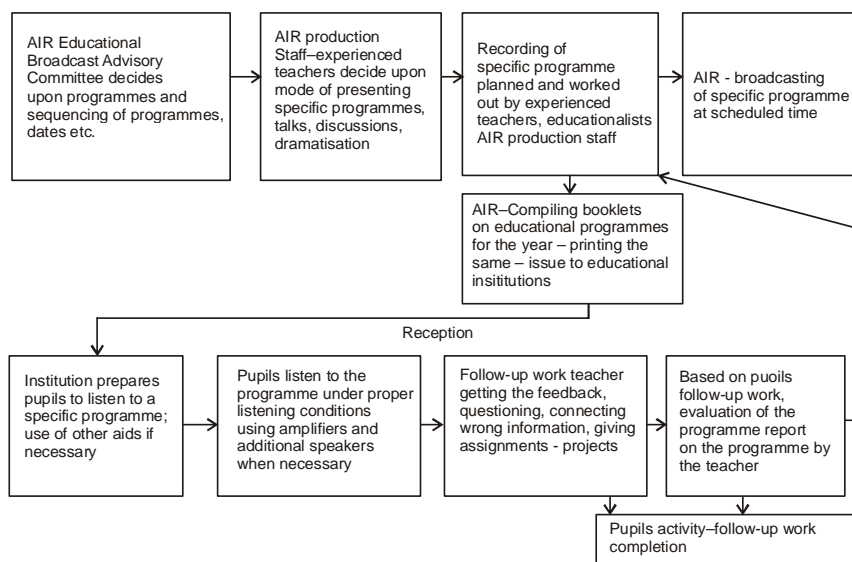 AIR Educational
Broadcast Advisory
Committee decides
upon programmes and
sequencing of programmes,
dates etc.
AIR production
Staff–experienced
teachers decide upon
mode of presenting
specific programmes,
talks, discussions,
dramatisation
Recording of
specific programme
planned and worked
out by experienced
teachers, educationalists
AIR production staff
AIR - broadcasting
of specific programme
at scheduled time
AIR–Compiling booklets
on educational programmes
for the year – printing the
same – issue to educational
insititutions
Reception
Institution prepares
pupils to listen to a
specific programme;
use of other aids if
necessary
Pupils listen to the
programme under proper
listening conditions
using amplifiers and
additional speakers
when necessary
Follow-up work teacher
getting the feedback,
questioning, connecting
wrong information, giving
assignments - projects
Based on puoils
follow-up work,
evaluation of the
programme report
on the programme by
the teacher
Pupils activity–follow-up work
completion